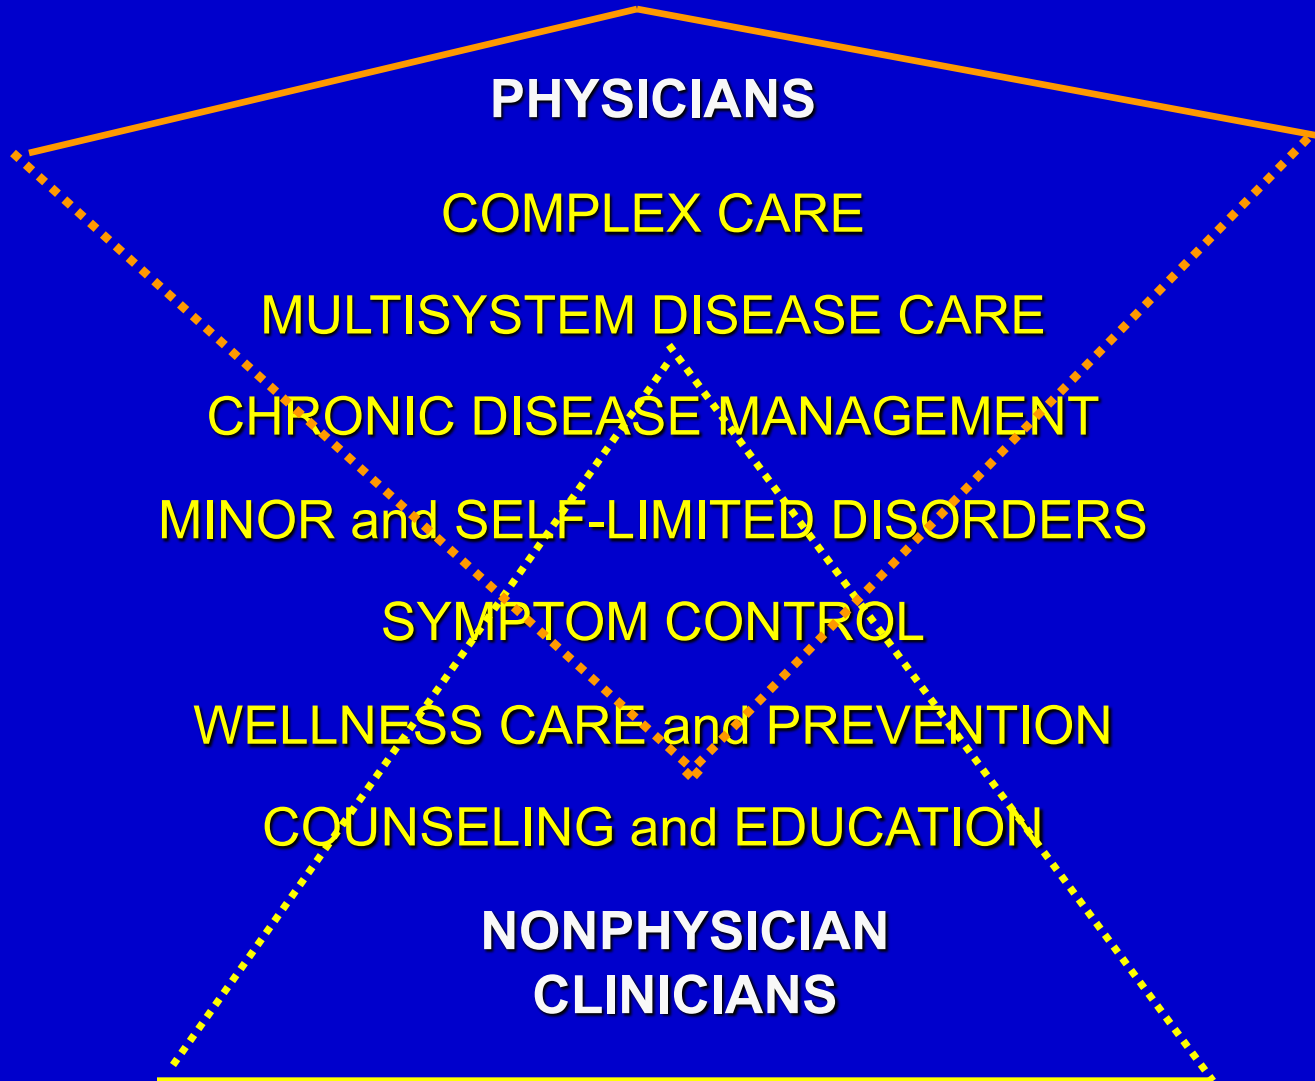 PHYSICIANS
COMPLEX CARE
MULTISYSTEM DISEASE CARE
CHRONIC DISEASE MANAGEMENT
MINOR and SELF-LIMITED DISORDERS
SYMPTOM CONTROL
WELLNESS CARE and PREVENTION
COUNSELING and EDUCATION
NONPHYSICIAN
CLINICIANS